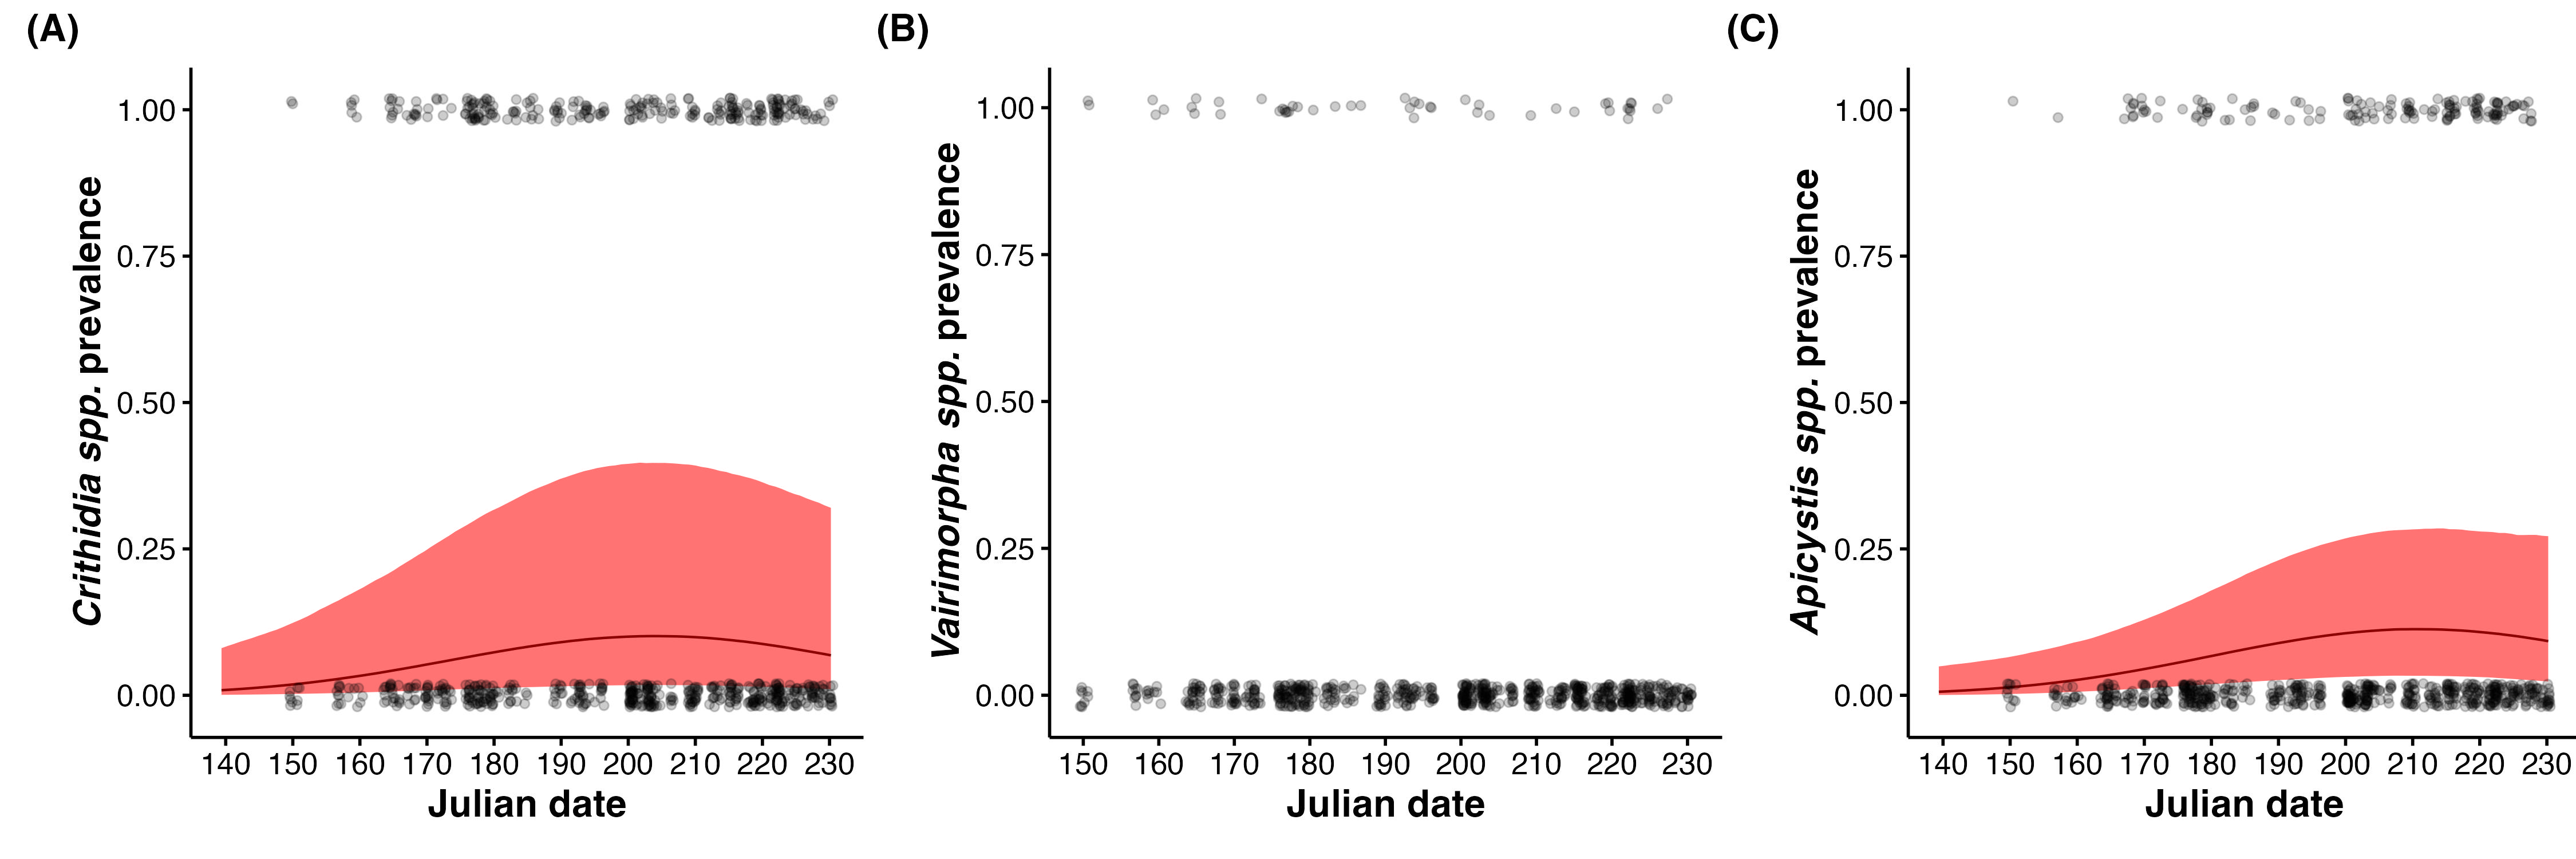 (A)
Crithidia spp. prevalence
1.00
0.75
0.50
0.25
0.00
140 150 160 170 180 190 200 210 220 230
Julian date
(B)
Vairimorpha spp. prevalence
1.00
0.75
0.50
0.25
0.00
150 160 170 180 190 200 210 220 230
Julian date
(C)
Apicystis spp. prevalence
1.00
0.75
0.50
0.25
0.00
140 150 160 170 180 190 200 210 220 230
Julian date